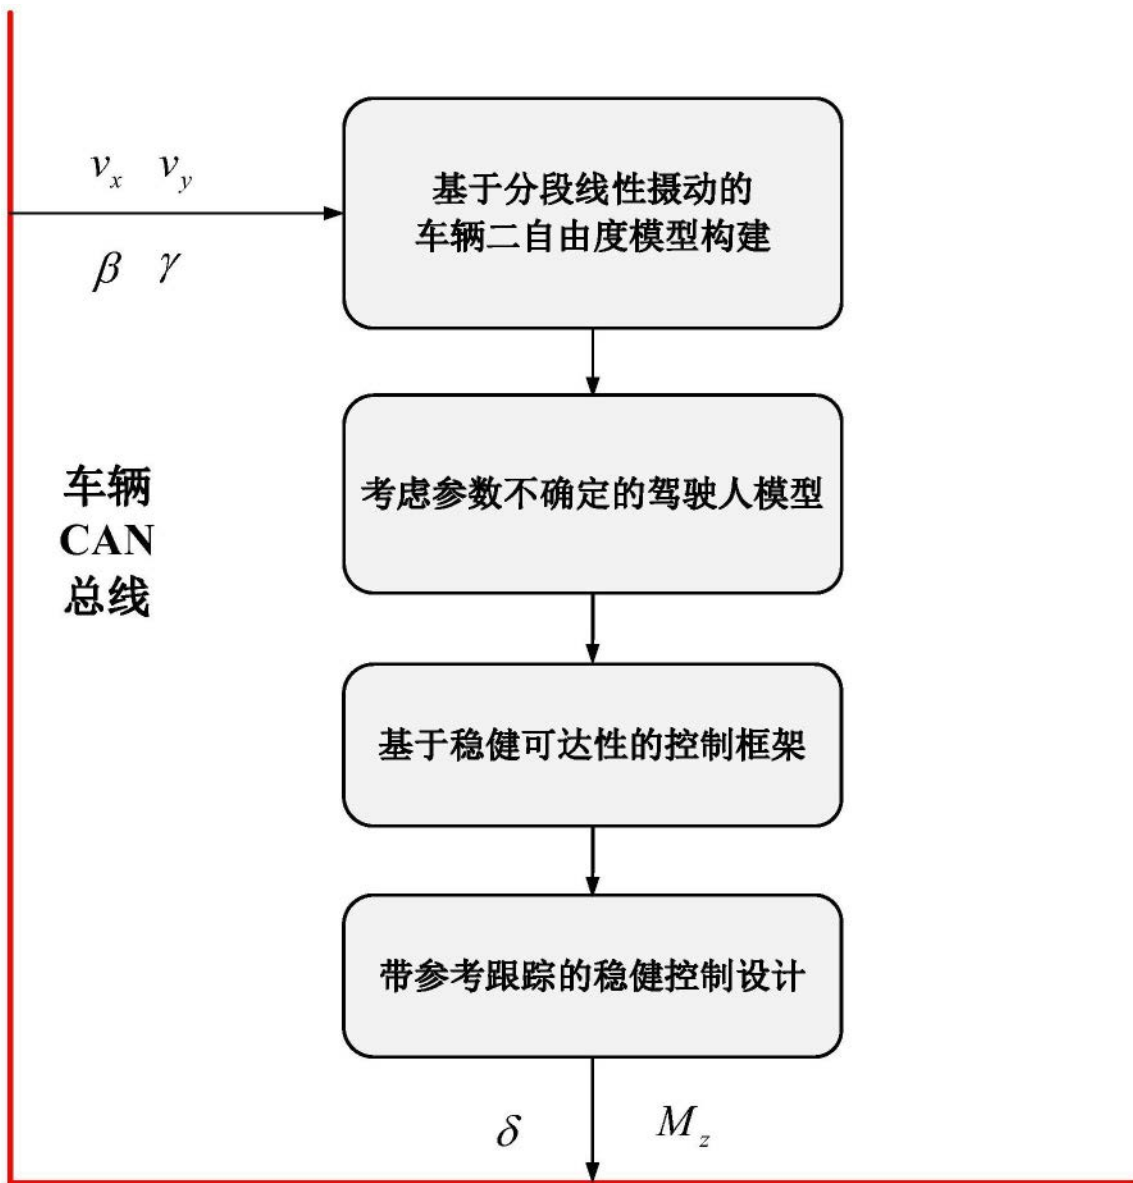 v_x v_y
β γ
基于分段线性摄动的
车辆二自由度模型构建
考虑参数不确定的驾驶人模型
车辆
CAN
总线
基于稳健可达性的控制框架
带参考跟踪的稳健控制设计
δ M_z